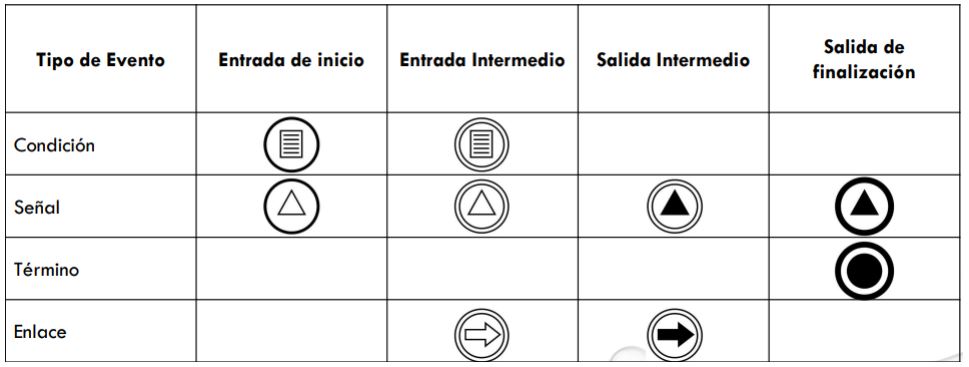 Tipo de Evento
Entrada de inicio
Entrada Intermedio
Salida Intermedio
Salida de
finalización
Condición
Señal
Término
Enlace